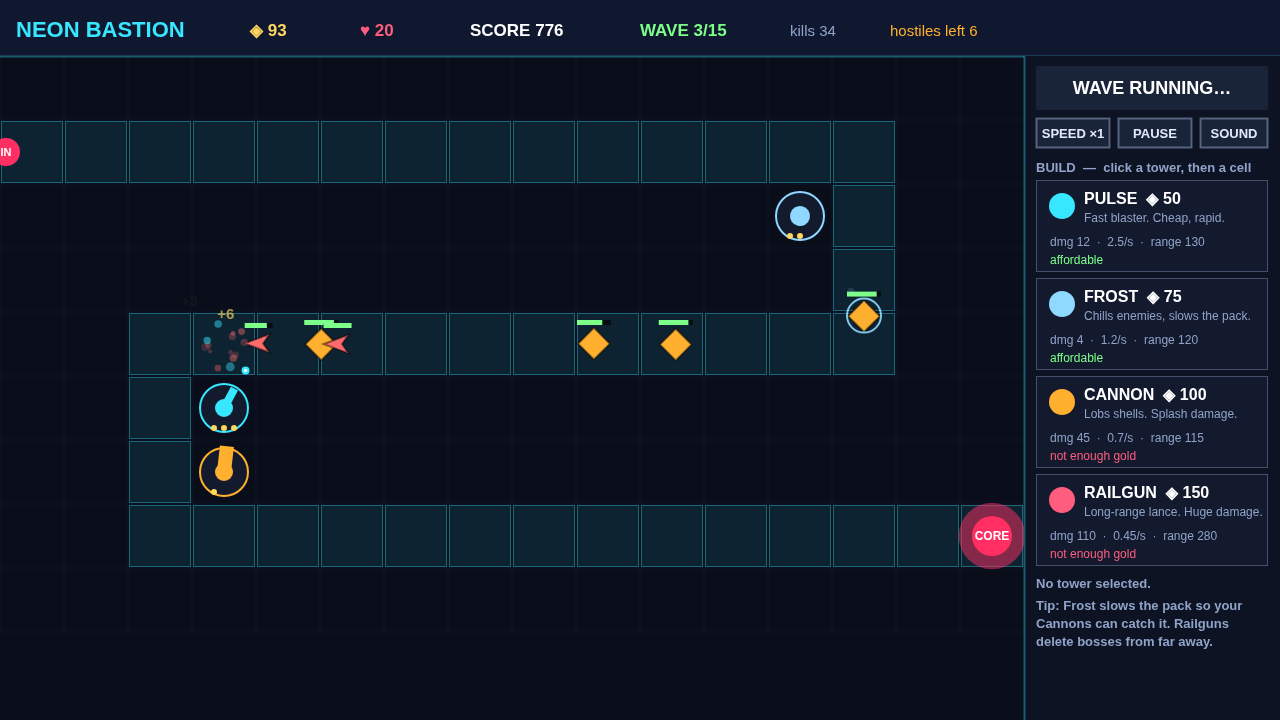 NEON BASTION ◈ 93 ♥ 20 SCORE 776 WAVE 3/15 kills 34 hostiles left 6
WAVE RUNNING…
SPEED ×1 PAUSE SOUND
BUILD — click a tower, then a cell
PULSE ◈ 50
Fast blaster. Cheap, rapid.
dmg 12 · 2.5/s · range 130
affordable
FROST ◈ 75
Chills enemies, slows the pack.
dmg 4 · 1.2/s · range 120
affordable
CANNON ◈ 100
Lobs shells. Splash damage.
dmg 45 · 0.7/s · range 115
not enough gold
RAILGUN ◈ 150
Long-range lance. Huge damage.
dmg 110 · 0.45/s · range 280
not enough gold
No tower selected.
Tip: Frost slows the pack so your
Cannons can catch it. Railguns
delete bosses from far away.
IN
+6
CORE